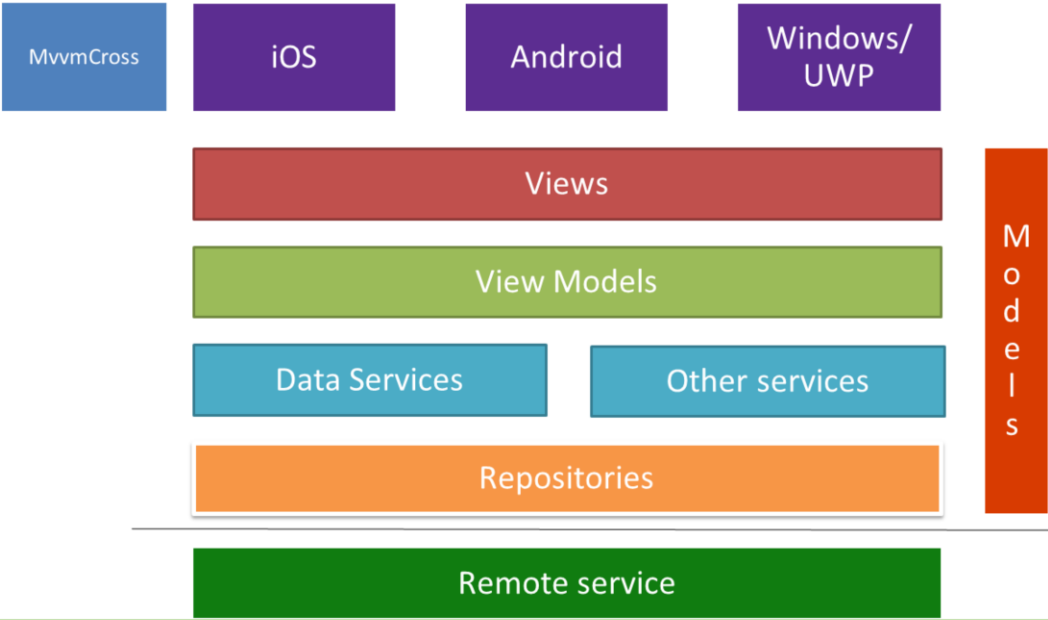 MvvmCross
iOS
Android
Windows/
UWP
Views
View Models
Data Services
Other services
Repositories
M
o
d
e
l
s
Remote service